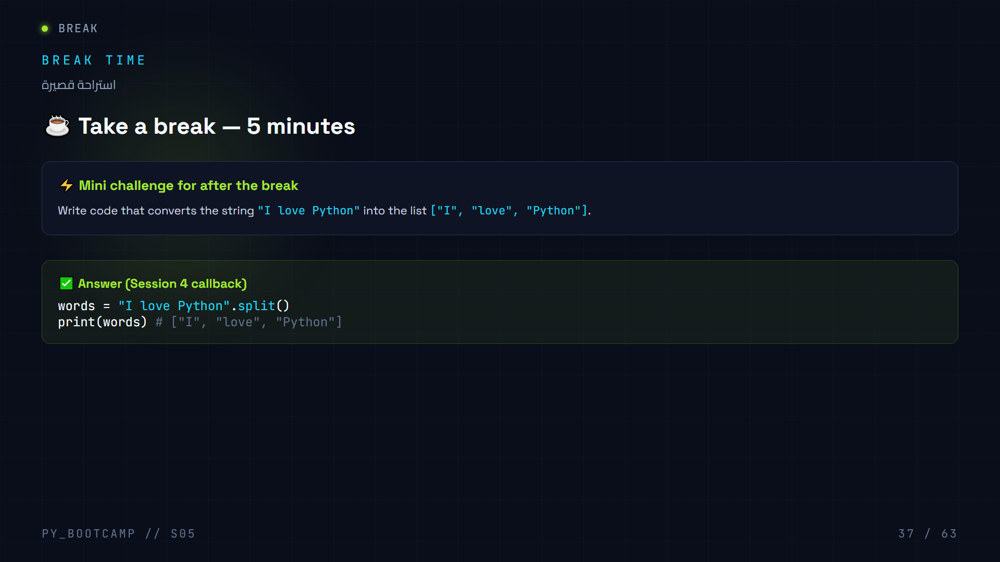 BREAK
BREAK TIME
استراحة قصيرة
☕ Take a break — 5 minutes
⚡ Mini challenge for after the break
Write code that converts the string "I love Python" into the list ["I", "love", "Python"].
✅ Answer (Session 4 callback)
words = "I love Python".split()
print(words) # ["I", "love", "Python"]
PY_BOOTCAMP // S05
37 / 63